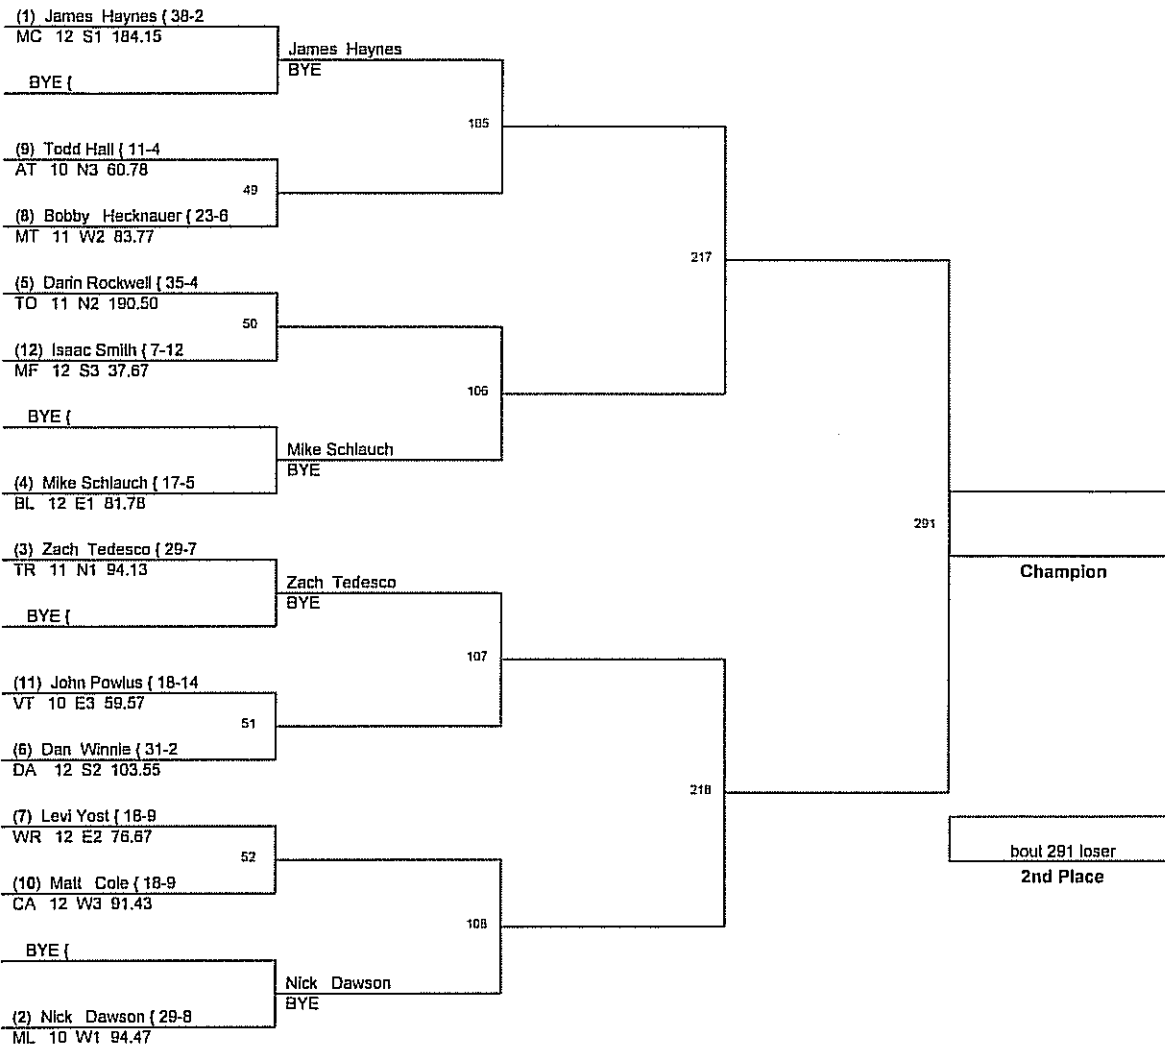 (1) James Haynes { 38-2
MC 12 S1 184.15
James Haynes
BYE
BYE {
105
(9) Todd Hall { 11-4
AT 10 N3 60.78
49
(8) Bobby Hecknauer { 23-6
MT 11 W2 83.77
217
(5) Darin Rockwell { 35-4
TO 11 N2 190.50
50
(12) Isaac Smith { 7-12
MF 12 S3 37.67
106
BYE {
Mike Schlauch
BYE
(4) Mike Schlauch { 17-5
BL 12 E1 81.78
291
Champion
(3) Zach Tedesco { 29-7
TR 11 N1 94.13
Zach Tedesco
BYE
BYE {
107
(11) John Powlus { 18-14
VT 10 E3 59.57
51
(6) Dan Winnie { 31-2
DA 12 S2 103.55
218
(7) Levi Yost { 18-9
WR 12 E2 76.67
52
bout 291 loser
2nd Place
(10) Matt Cole { 18-9
CA 12 W3 91.43
108
BYE {
Nick Dawson
BYE
(2) Nick Dawson { 29-8
ML 10 W1 94.47